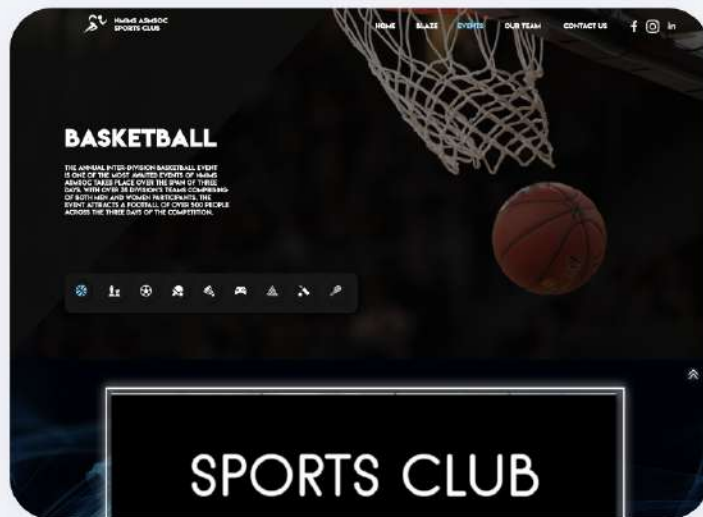 NMIMS ASMSOC
SPORTS CLUB
HOME BLAZE EVENTS OUR TEAM CONTACT US
in
BASKETBALL
THE ANNUAL INTER-DIVISION BASKETBALL EVENT
IS ONE OF THE MOST AWAITED EVENTS OF NMIMS
ASMSOC TAKES PLACE OVER THE SPAN OF THREE
DAYS. WITH OVER 28 DIVISION'S TEAMS COMPRISING
OF BOTH MEN AND WOMEN PARTICIPANTS. THE
EVENT ATTRACTS A FOOTFALL OF OVER 500 PEOPLE
ACROSS THE THREE DAYS OF THE COMPETITION.
SPORTS CLUB